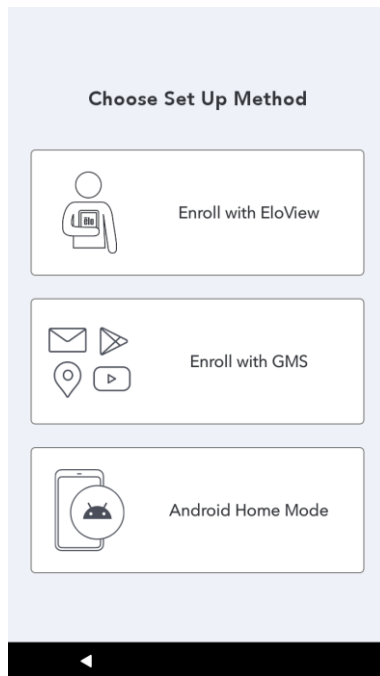 Choose Set Up Method
elo
Enroll with EloView
Enroll with GMS
Android Home Mode